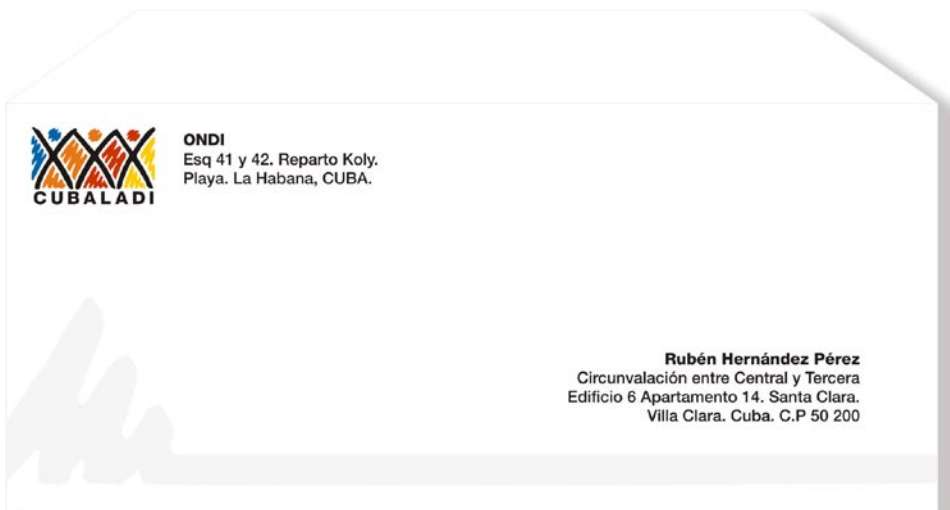 CUBALADI
ONDI
Esq 41 y 42. Reparto Koly.
Playa. La Habana, CUBA.
Rubén Hernández Pérez
Circunvalación entre Central y Tercera
Edificio 6 Apartamento 14. Santa Clara.
Villa Clara. Cuba. C.P 50 200